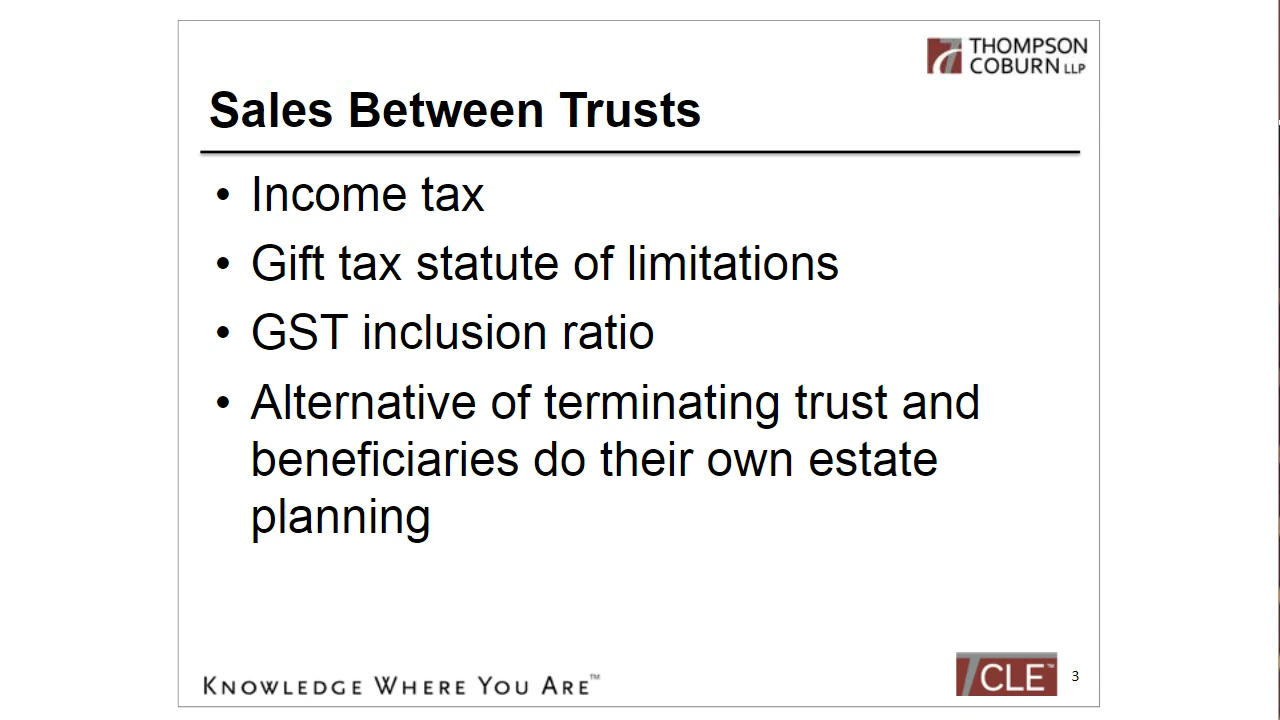 THOMPSON
COBURN LLP
Sales Between Trusts
• Income tax
• Gift tax statute of limitations
• GST inclusion ratio
• Alternative of terminating trust and
beneficiaries do their own estate
planning
KNOWLEDGE WHERE YOU ARE™
TCLE™
3